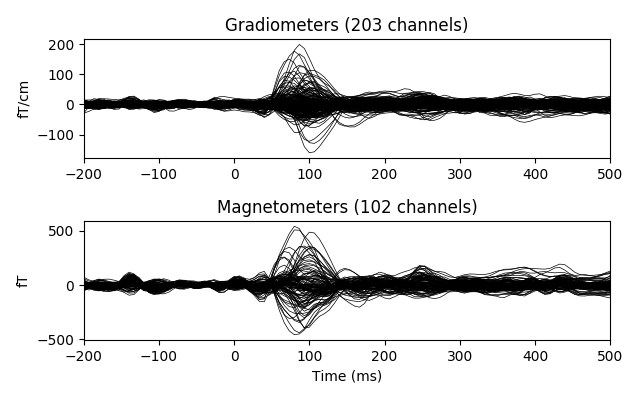 Gradiometers (203 channels)
200
100
0
−100
fT/cm
−200 −100 0 100 200 300 400 500
Magnetometers (102 channels)
500
0
−500
fT
−200 −100 0 100 200 300 400 500
Time (ms)